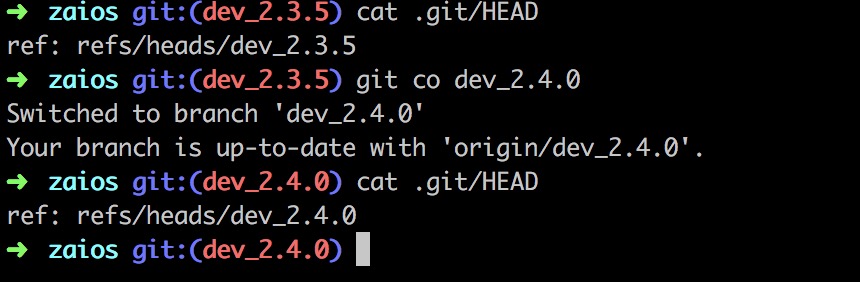 ➜ zaios git:(dev_2.3.5) cat .git/HEAD
ref: refs/heads/dev_2.3.5
➜ zaios git:(dev_2.3.5) git co dev_2.4.0
Switched to branch 'dev_2.4.0'
Your branch is up-to-date with 'origin/dev_2.4.0'.
➜ zaios git:(dev_2.4.0) cat .git/HEAD
ref: refs/heads/dev_2.4.0
➜ zaios git:(dev_2.4.0)